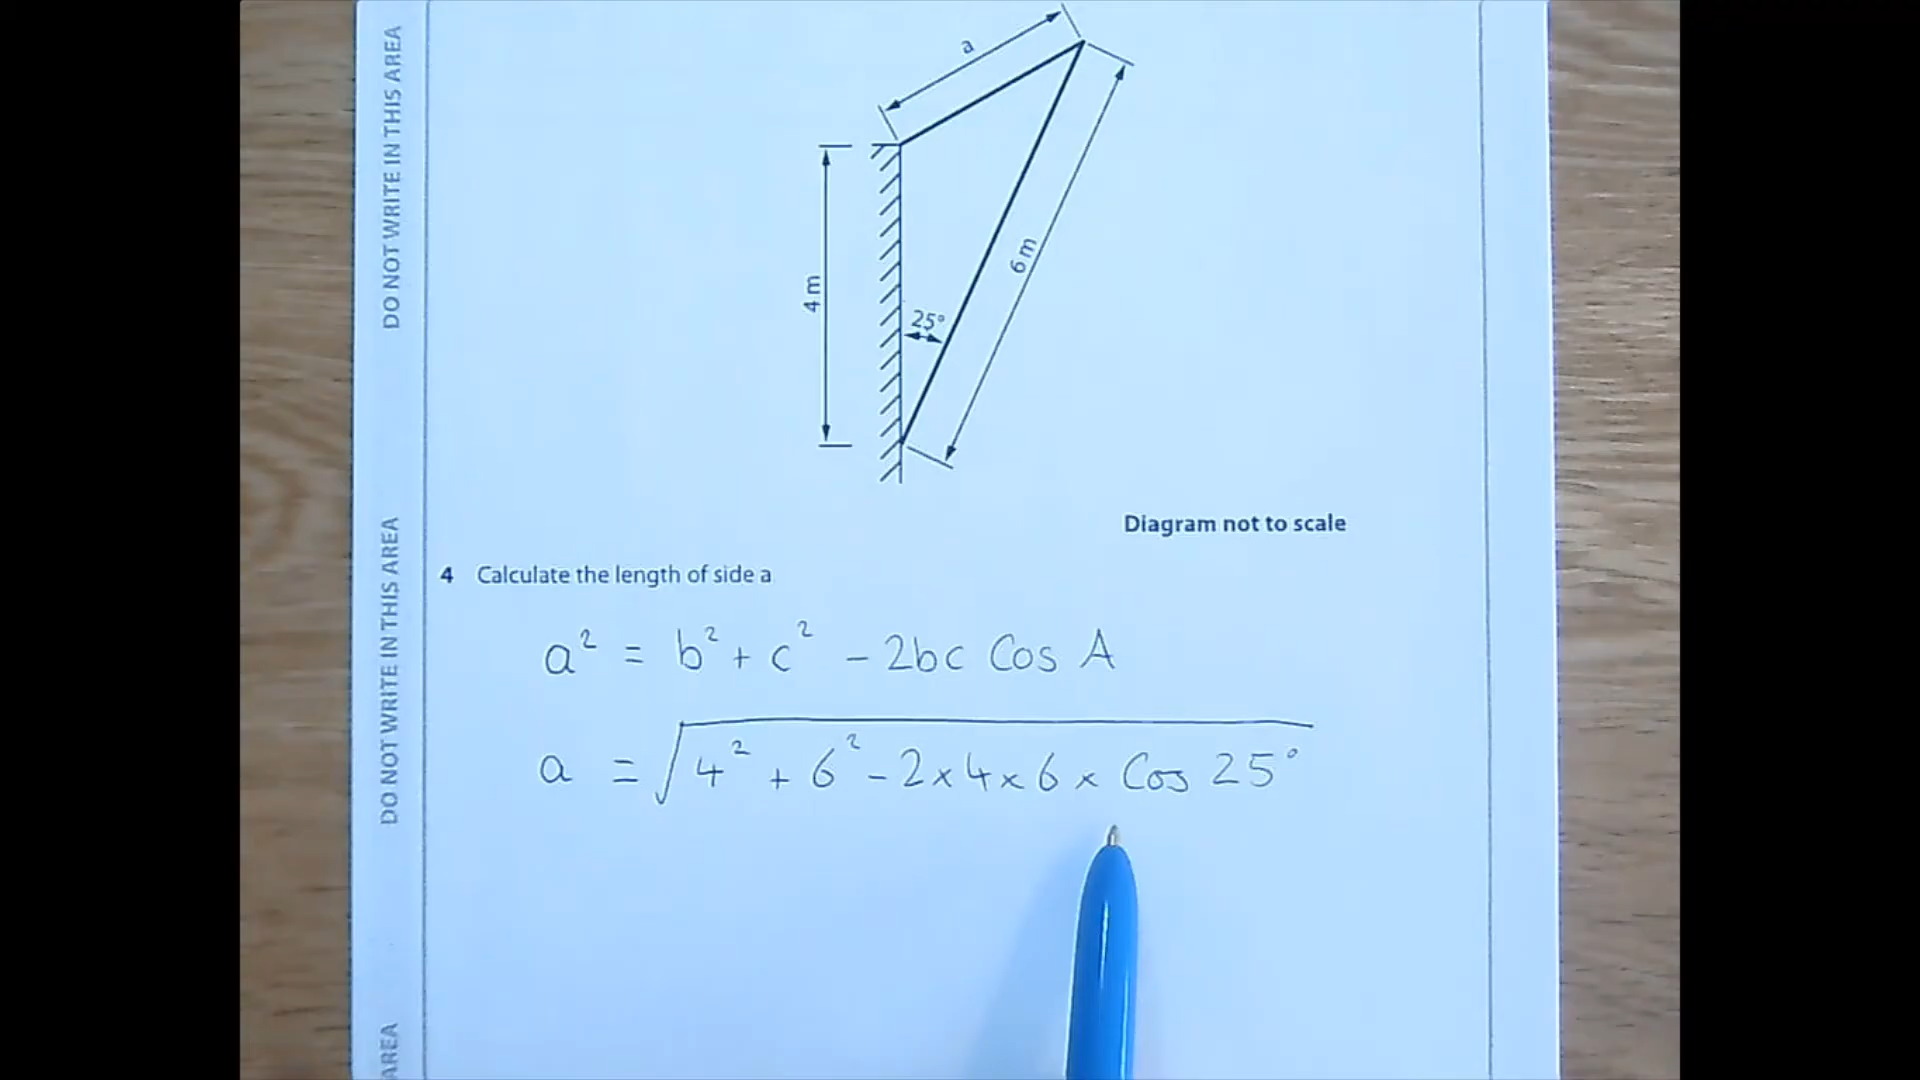 DO NOT WRITE IN THIS AREA
a
4 m
25°
6 m
Diagram not to scale
DO NOT WRITE IN THIS AREA
4 Calculate the length of side a
a² = b² + c² - 2bc Cos A
a = √4² + 6² - 2 x 4 x 6 x Cos 25°
AREA